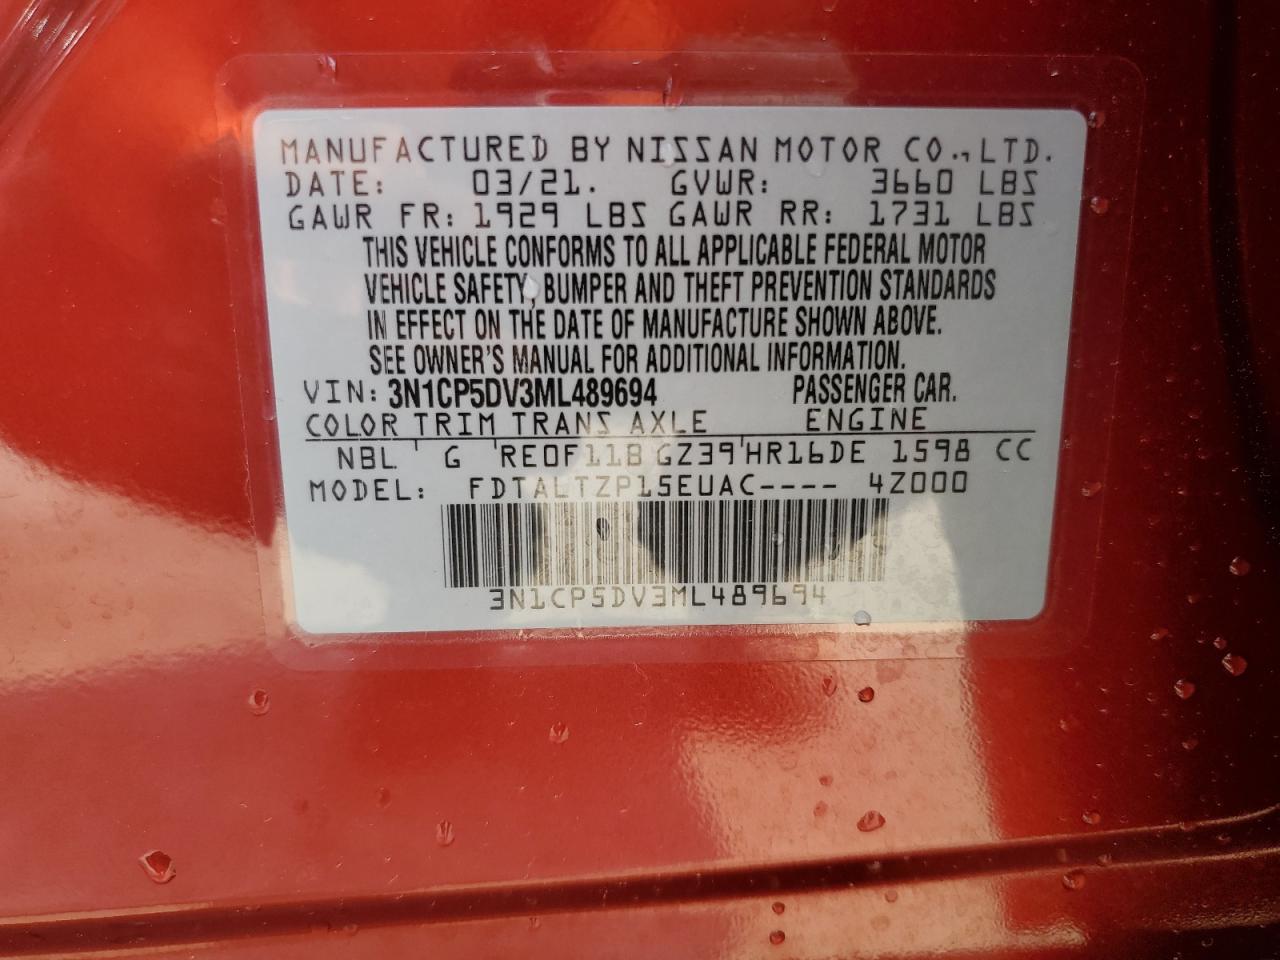 MANUFACTURED BY NISSAN MOTOR CO.,LTD.
DATE: 03/21. GVWR: 3660 LBS
GAWR FR: 1929 LBS GAWR RR: 1731 LBS
THIS VEHICLE CONFORMS TO ALL APPLICABLE FEDERAL MOTOR
VEHICLE SAFETY, BUMPER AND THEFT PREVENTION STANDARDS
IN EFFECT ON THE DATE OF MANUFACTURE SHOWN ABOVE.
SEE OWNER'S MANUAL FOR ADDITIONAL INFORMATION.
VIN: 3N1CP5DV3ML489694 PASSENGER CAR.
COLOR TRIM TRANS AXLE ENGINE
NBL G RE0F11B GZ39 HR16DE 1598 CC
MODEL: FDTALTZP15EUAC---- 4Z000
3N1CP5DV3ML489694